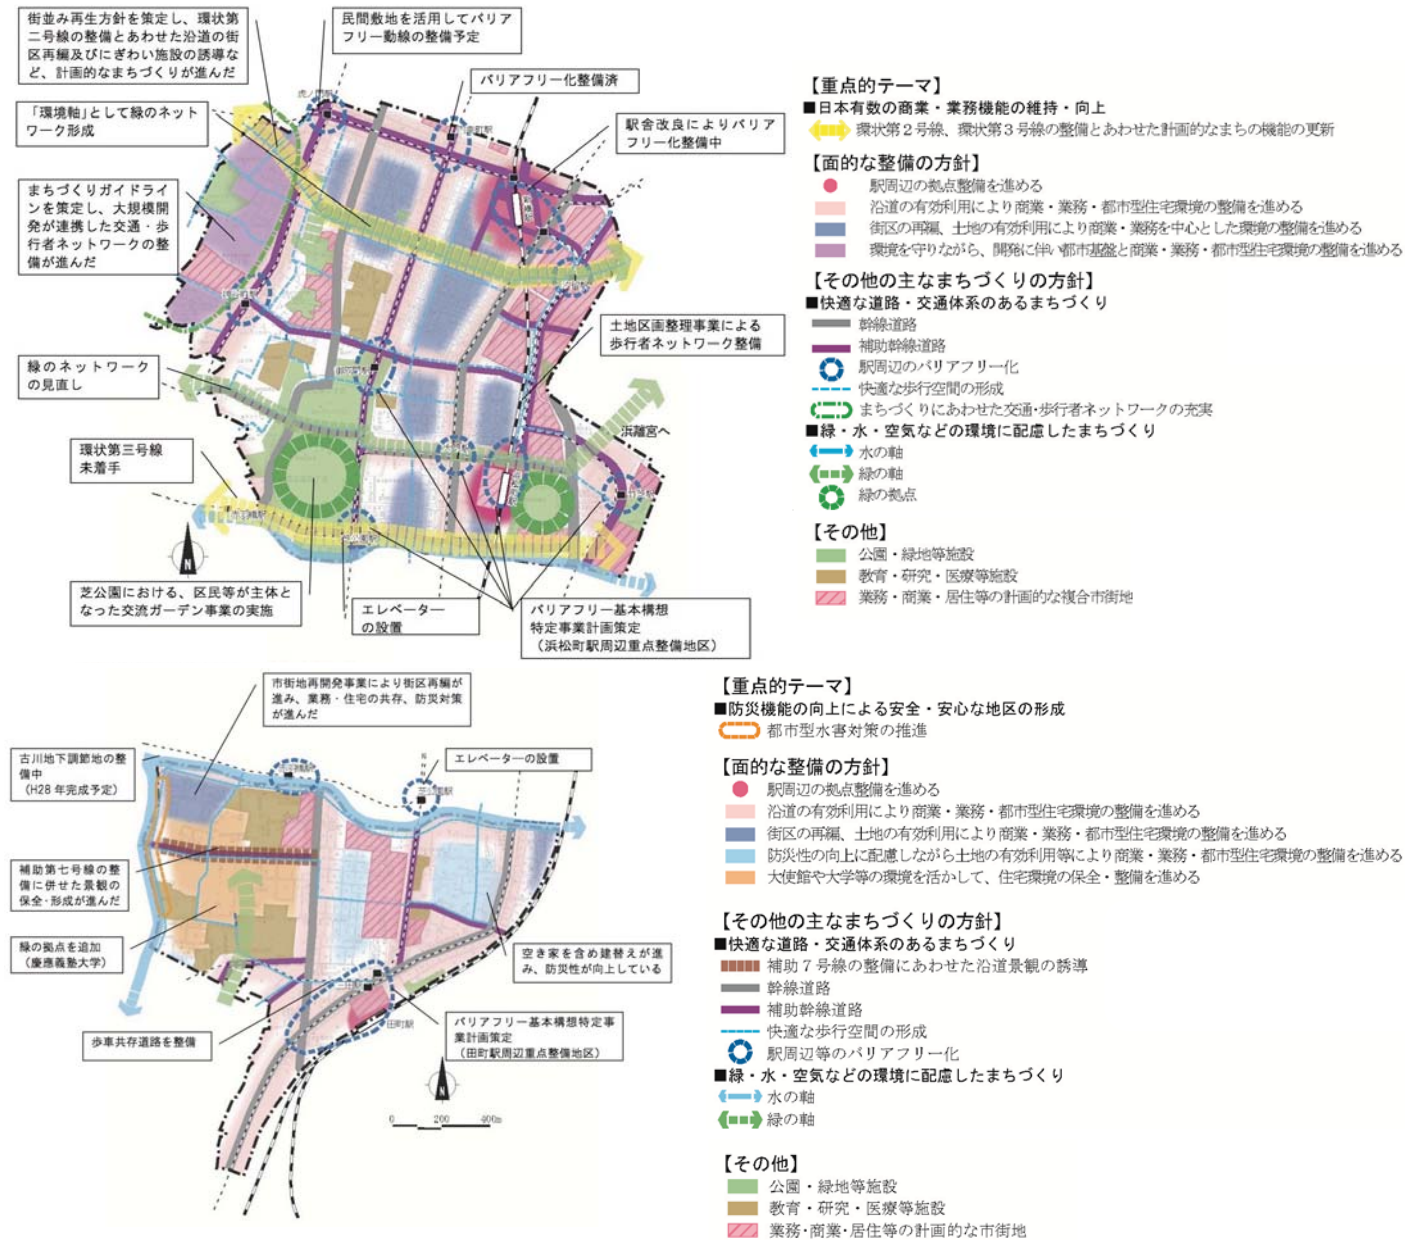 街並み再生方針を策定し、環状第
二号線の整備とあわせた沿道の街
区再編及びにぎわい施設の誘導な
ど、計画的なまちづくりが進んだ
民間敷地を活用してバリア
フリー動線の整備予定
バリアフリー化整備済
「環境軸」として緑のネット
ワーク形成
駅舎改良によりバリア
フリー化整備中
まちづくりガイドライ
ンを策定し、大規模開
発が連携した交通・歩
行者ネットワークの整
備が進んだ
土地区画整理事業による
歩行者ネットワーク整備
緑のネットワーク
の見直し
浜離宮へ
環状第三号線
未着手
N
芝公園における、区民等が主体と
なった交流ガーデン事業の実施
エレベーター
の設置
バリアフリー基本構想
特定事業計画策定
（浜松町駅周辺重点整備地区）
【重点的テーマ】
■日本有数の商業・業務機能の維持・向上
環状第２号線、環状第３号線の整備とあわせた計画的なまちの機能の更新
【面的な整備の方針】
駅周辺の拠点整備を進める
沿道の有効利用により商業・業務・都市型住宅環境の整備を進める
街区の再編、土地の有効利用により商業・業務を中心とした環境の整備を進める
環境を守りながら、開発に伴い都市基盤と商業・業務・都市型住宅環境の整備を進める
【その他の主なまちづくりの方針】
■快適な道路・交通体系のあるまちづくり
幹線道路
補助幹線道路
駅周辺のバリアフリー化
快適な歩行空間の形成
まちづくりにあわせた交通・歩行者ネットワークの充実
■緑・水・空気などの環境に配慮したまちづくり
水の軸
緑の軸
緑の拠点
【その他】
公園・緑地等施設
教育・研究・医療等施設
業務・商業・居住等の計画的な複合市街地
市街地再開発事業により街区再編が
進み、業務・住宅の共存、防災対策
が進んだ
古川地下調節地の整
備中
（H28 年完成予定）
エレベーターの設置
芝公園駅
補助第七号線の整
備に併せた景観の
保全・形成が進んだ
緑の拠点を追加
（慶應義塾大学）
空き家を含め建替えが進
み、防災性が向上している
三田駅
田町駅
歩車共存道路を整備
バリアフリー基本構想特定事
業計画策定
（田町駅周辺重点整備地区）
N
0 200 400m
【重点的テーマ】
■防災機能の向上による安全・安心な地区の形成
都市型水害対策の推進
【面的な整備の方針】
駅周辺の拠点整備を進める
沿道の有効利用により商業・業務・都市型住宅環境の整備を進める
街区の再編、土地の有効利用により商業・業務・都市型住宅環境の整備を進める
防災性の向上に配慮しながら土地の有効利用等により商業・業務・都市型住宅環境の整備を進める
大使館や大学等の環境を活かして、住宅環境の保全・整備を進める
【その他の主なまちづくりの方針】
■快適な道路・交通体系のあるまちづくり
補助７号線の整備にあわせた沿道景観の誘導
幹線道路
補助幹線道路
快適な歩行空間の形成
駅周辺等のバリアフリー化
■緑・水・空気などの環境に配慮したまちづくり
水の軸
緑の軸
【その他】
公園・緑地等施設
教育・研究・医療等施設
業務・商業・居住等の計画的な市街地